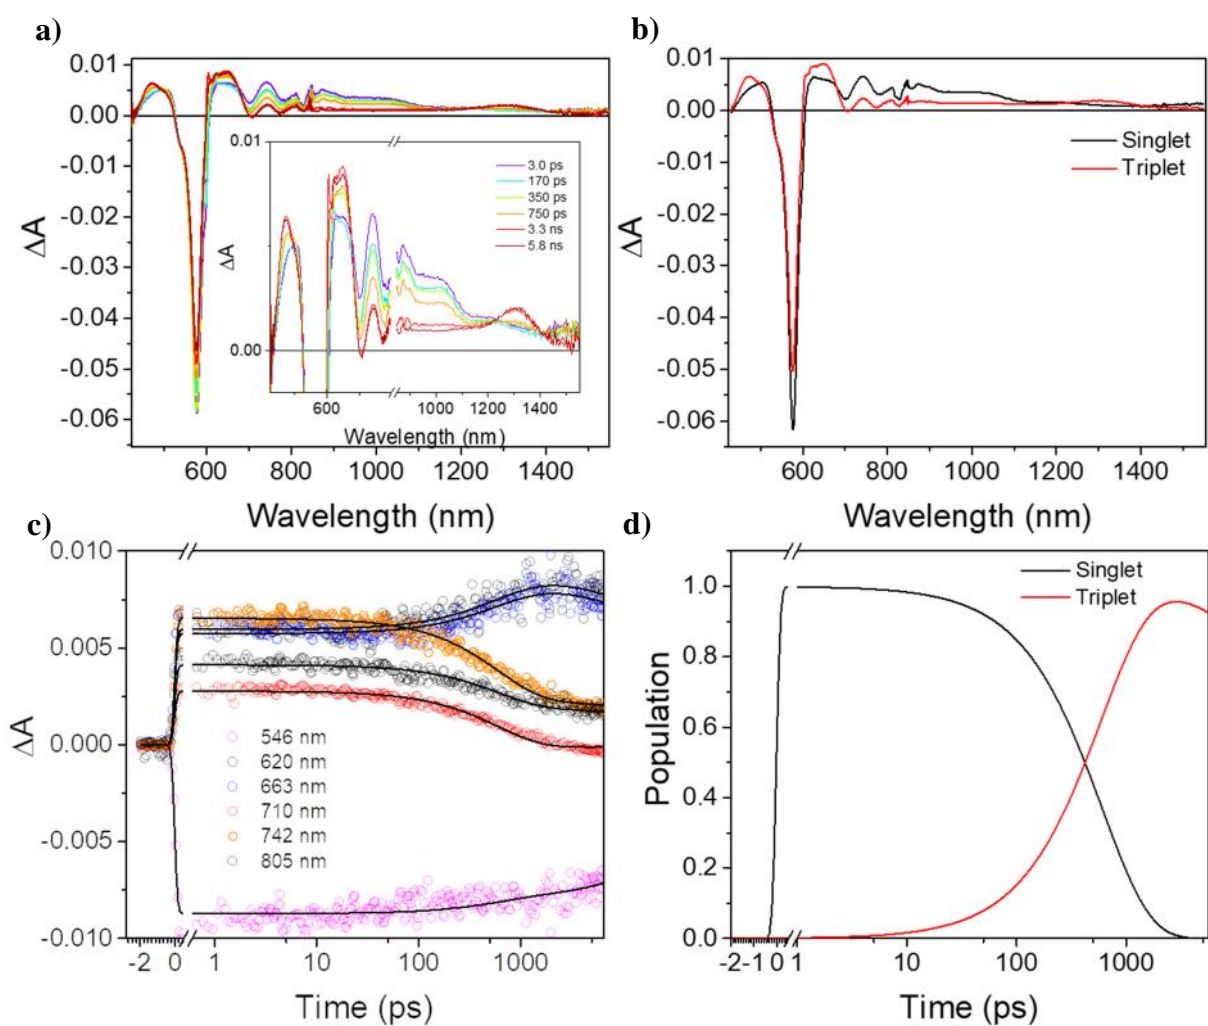 a)
0.01
0.00
-0.01
-0.02
-0.03
-0.04
-0.05
-0.06
ΔA
600 800 1000 1200 1400
Wavelength (nm)
0.01
0.00
ΔA
3.0 ps
170 ps
350 ps
750 ps
3.3 ns
5.8 ns
600 1000 1200 1400
Wavelength (nm)
b)
0.01
0.00
-0.01
-0.02
-0.03
-0.04
-0.05
-0.06
ΔA
Singlet
Triplet
600 800 1000 1200 1400
Wavelength (nm)
c)
0.010
0.005
0.000
-0.005
-0.010
ΔA
546 nm
620 nm
663 nm
710 nm
742 nm
805 nm
-2 0 1 10 100 1000
Time (ps)
d)
1.0
0.8
0.6
0.4
0.2
0.0
Population
Singlet
Triplet
-2 -1 0 1 10 100 1000
Time (ps)